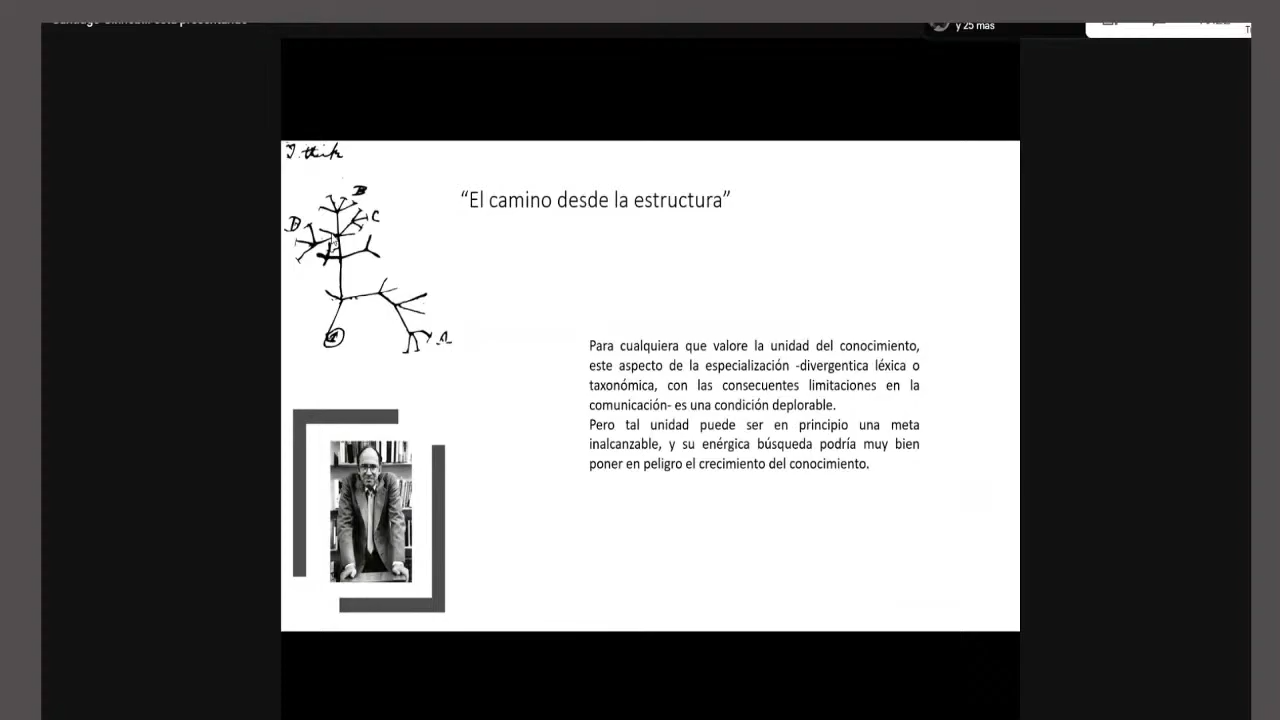 y 25 más
I think
B
C
D
A
1
“El camino desde la estructura”
Para cualquiera que valore la unidad del conocimiento,
este aspecto de la especialización -divergentica léxica o
taxonómica, con las consecuentes limitaciones en la
comunicación- es una condición deplorable.
Pero tal unidad puede ser en principio una meta
inalcanzable, y su enérgica búsqueda podría muy bien
poner en peligro el crecimiento del conocimiento.